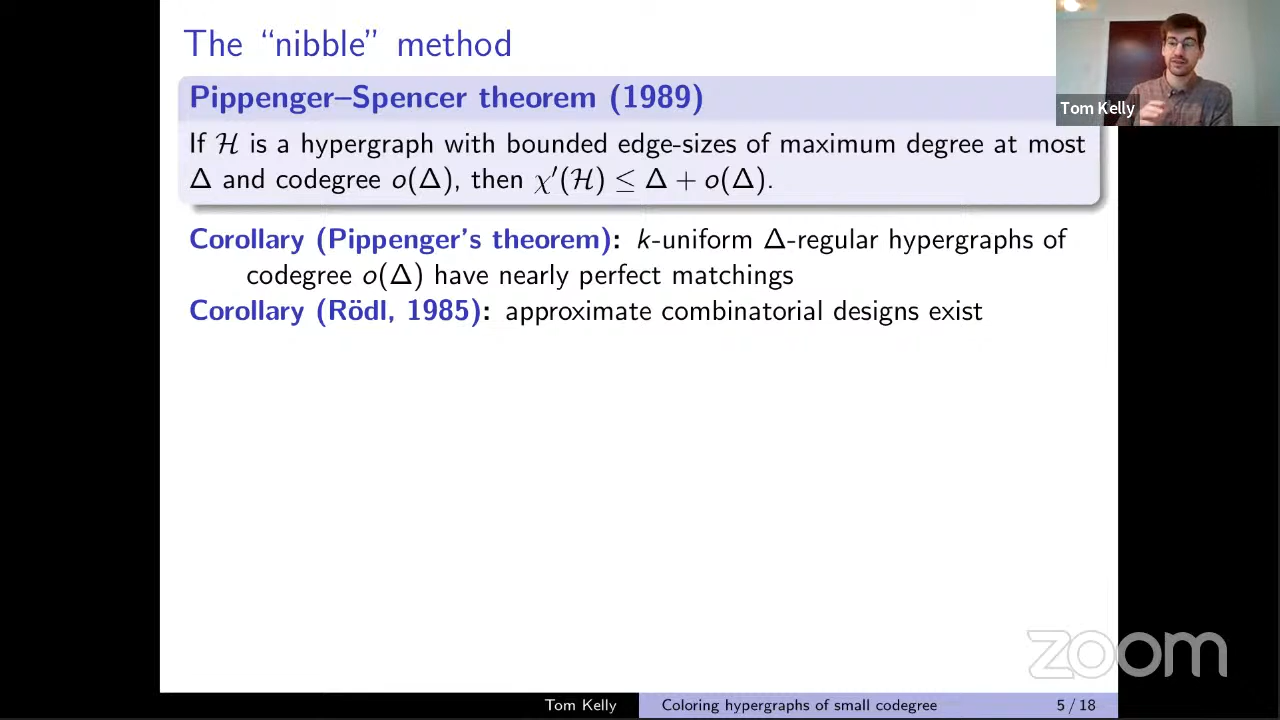 The “nibble” method
Pippenger–Spencer theorem (1989)
Tom Kelly
If ℋ is a hypergraph with bounded edge-sizes of maximum degree at most
Δ and codegree o(Δ), then χ′(ℋ) ≤ Δ + o(Δ).
Corollary (Pippenger’s theorem): k-uniform Δ-regular hypergraphs of
codegree o(Δ) have nearly perfect matchings
Corollary (Rödl, 1985): approximate combinatorial designs exist
zoom
Tom Kelly
Coloring hypergraphs of small codegree
5 / 18